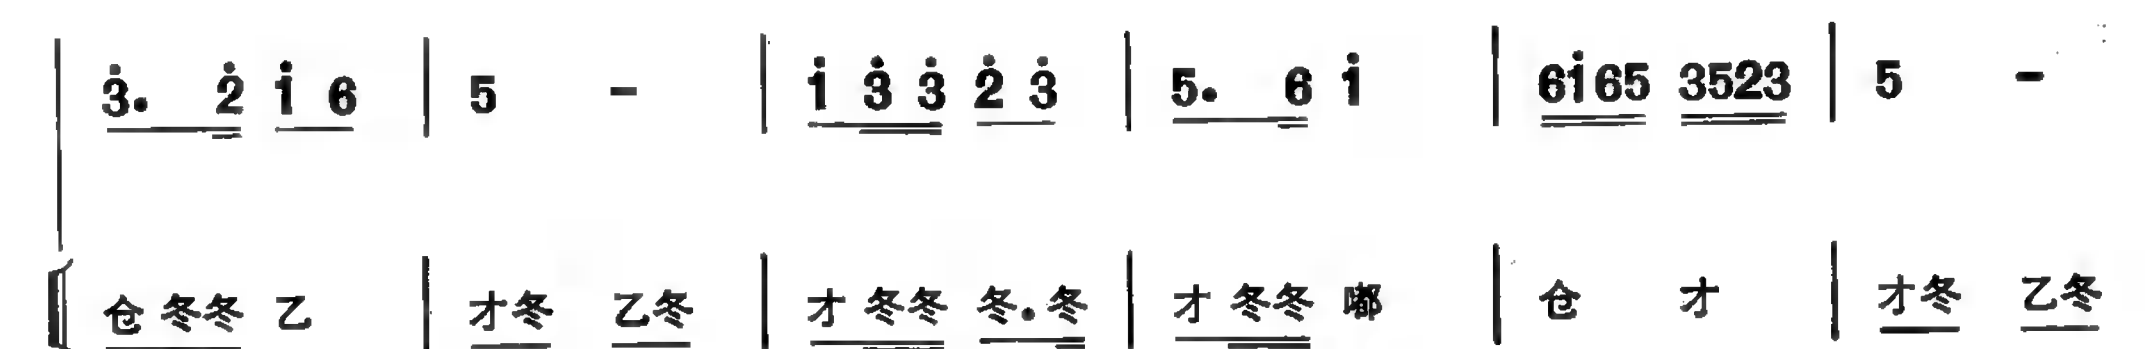 3̇. 2̇ 1̇ 6 | 5 - | 1̇ 3̇ 3̇ 2̇ 3̇ | 5. 6 1̇ | 61̇65 3523 | 5 -
仓 冬冬 乙 | 才冬 乙冬 | 才 冬冬 冬.冬 | 才 冬冬 嘟 | 仓 才 | 才冬 乙冬